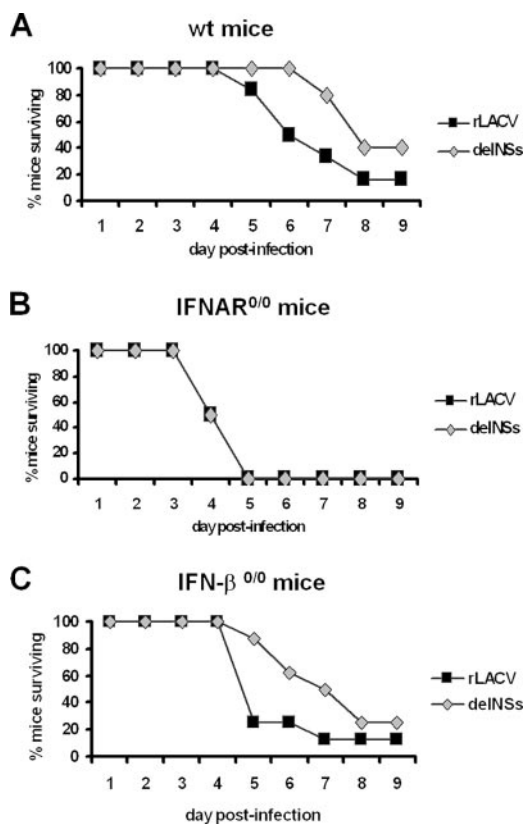 A
wt mice
% mice surviving
100
80
60
40
20
0
1 2 3 4 5 6 7 8 9
day post-infection
rLACV
delNSs
B
IFNAR0/0 mice
% mice surviving
100
80
60
40
20
0
1 2 3 4 5 6 7 8 9
day post-infection
rLACV
delNSs
C
IFN-β 0/0 mice
% mice surviving
100
80
60
40
20
0
1 2 3 4 5 6 7 8 9
day post-infection
rLACV
delNSs